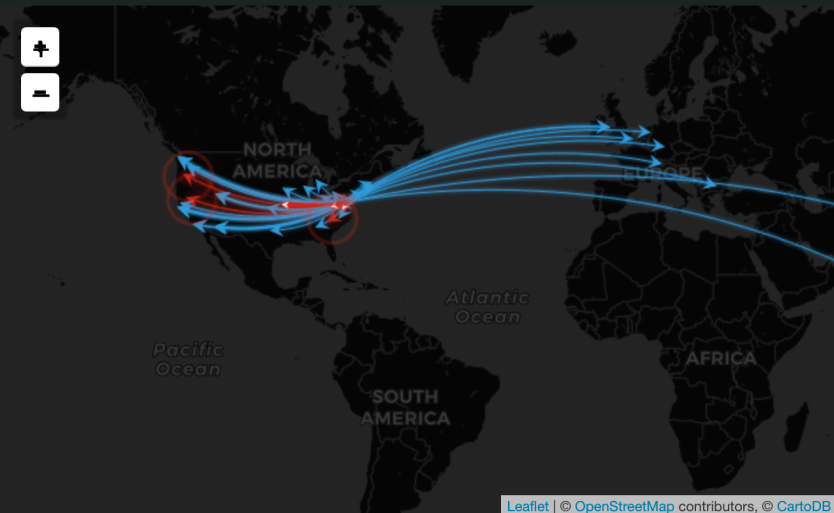 +
−
NORTH
AMERICA
EUROPE
Atlantic
Ocean
Pacific
Ocean
AFRICA
SOUTH
AMERICA
Leaflet | © OpenStreetMap contributors, © CartoDB